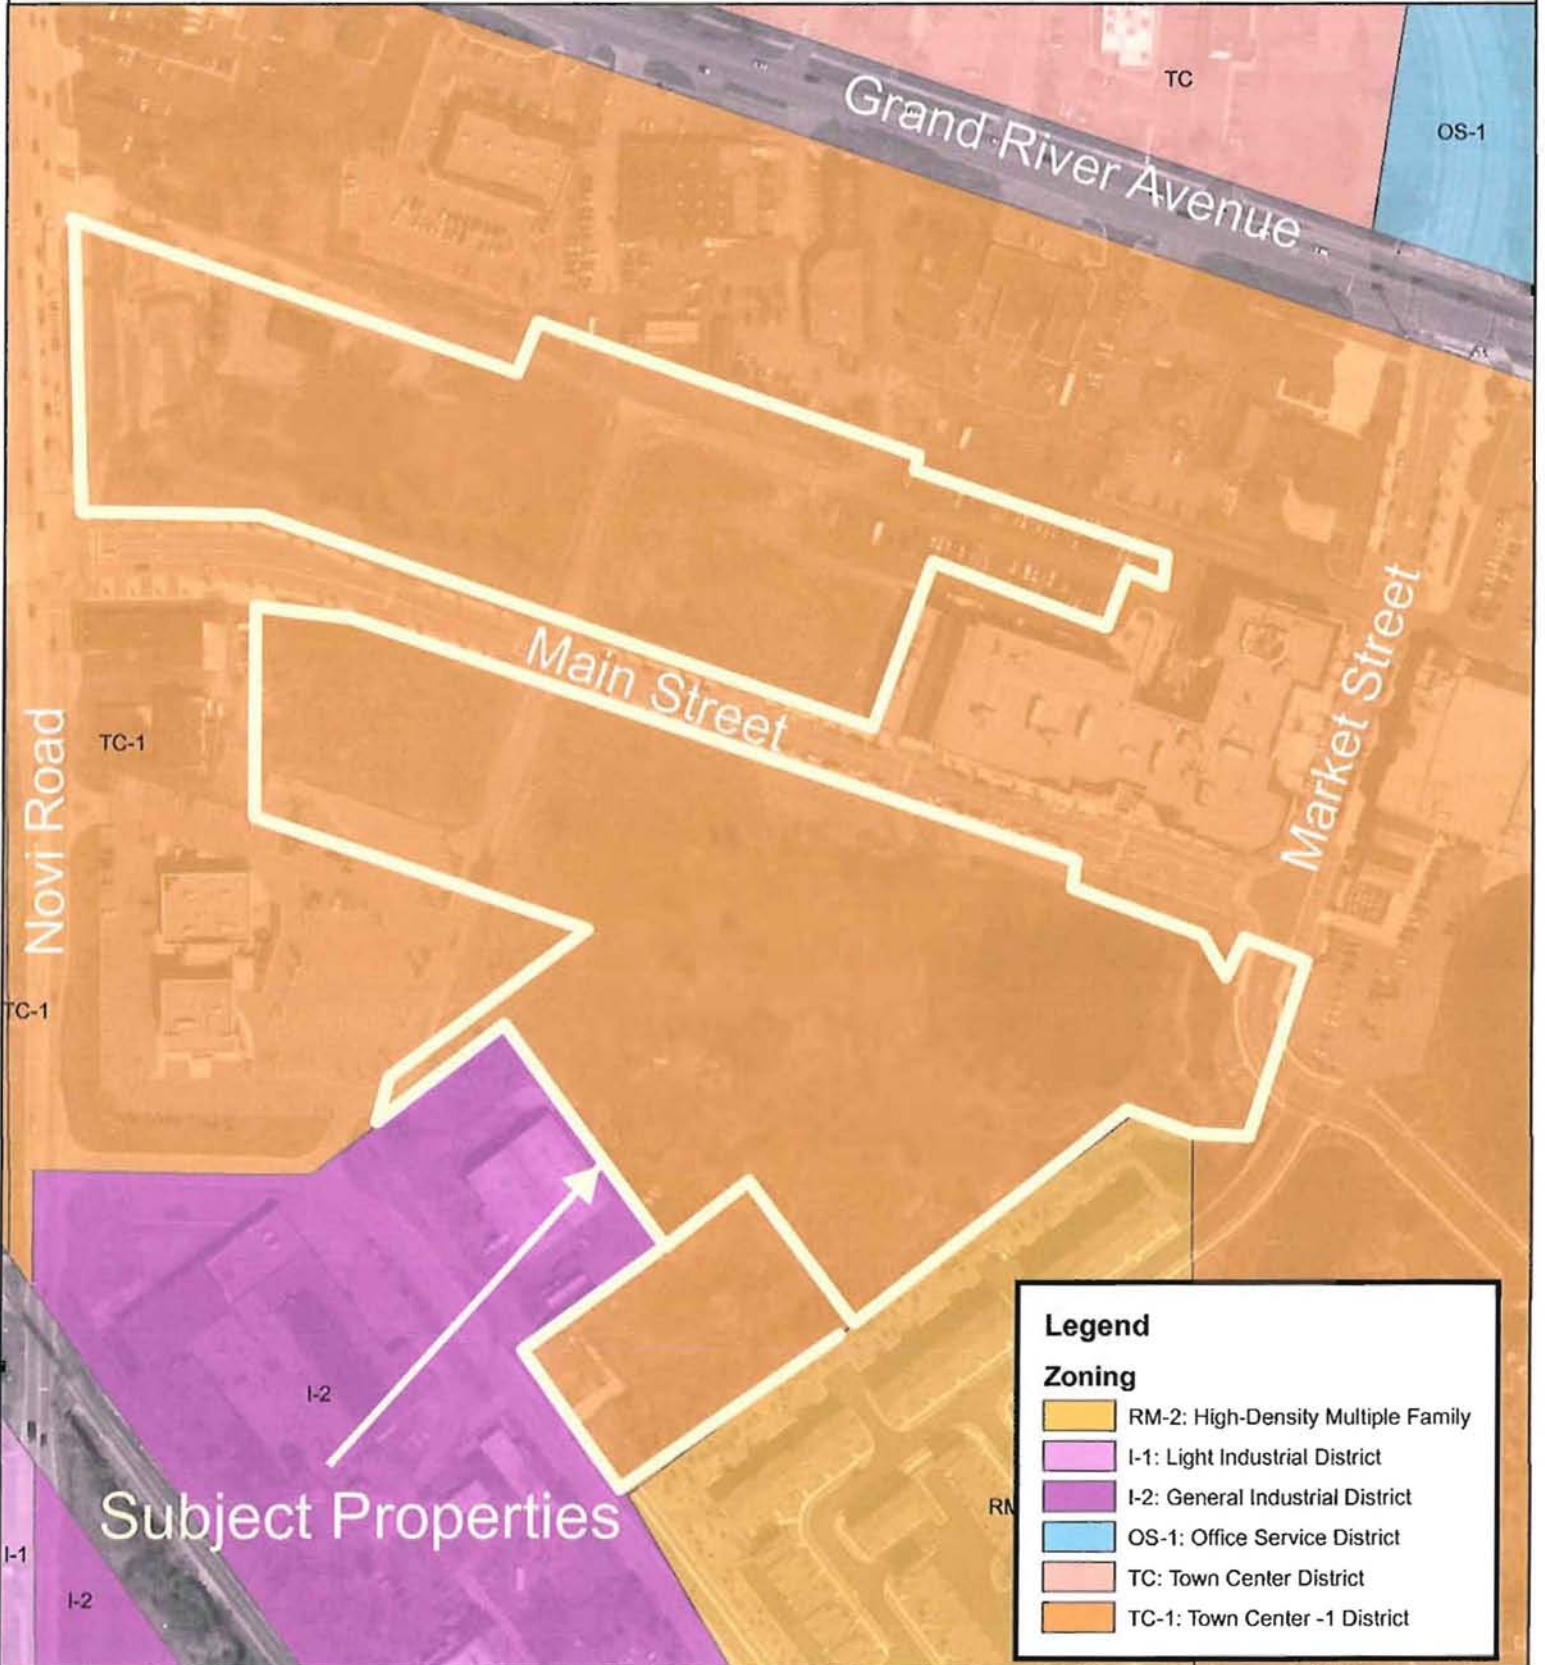 TC
OS-1
Grand River Avenue
Main Street
Market Street
Novi Road
TC-1
TC-1
I-2
Subject Properties
I-1
I-2
RM
Legend
Zoning
RM-2: High-Density Multiple Family
I-1: Light Industrial District
I-2: General Industrial District
OS-1: Office Service District
TC: Town Center District
TC-1: Town Center -1 District